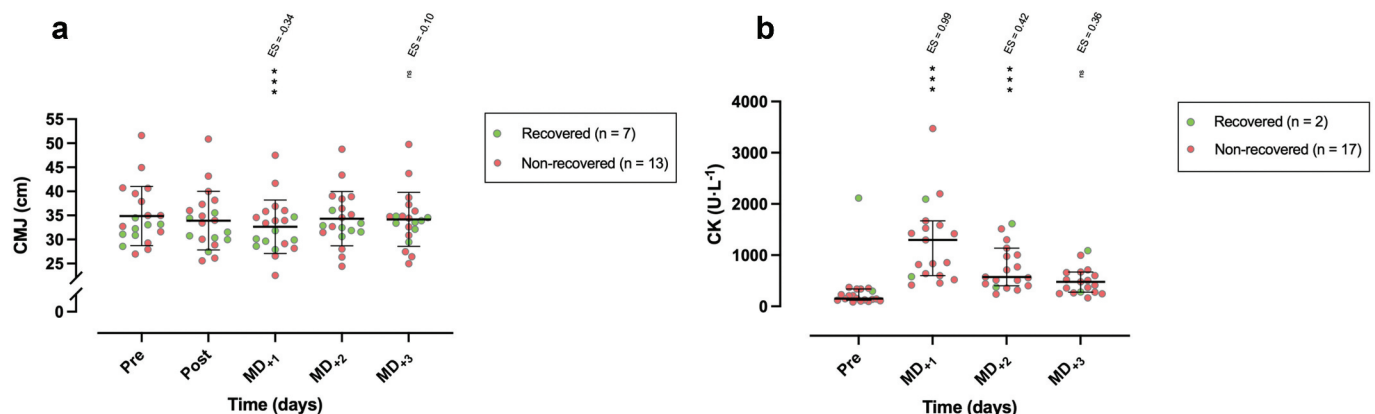 a
ES = -0.34
***
ES = -0.10
ns
CMJ (cm)
55
50
45
40
35
30
25
0
Pre
Post
MD+1
MD+2
MD+3
Time (days)
Recovered (n = 7)
Non-recovered (n = 13)
b
ES = 0.99
***
ES = 0.42
***
ES = 0.36
ns
CK (U·L-1)
4000
3000
2000
1000
0
Pre
MD+1
MD+2
MD+3
Time (days)
Recovered (n = 2)
Non-recovered (n = 17)